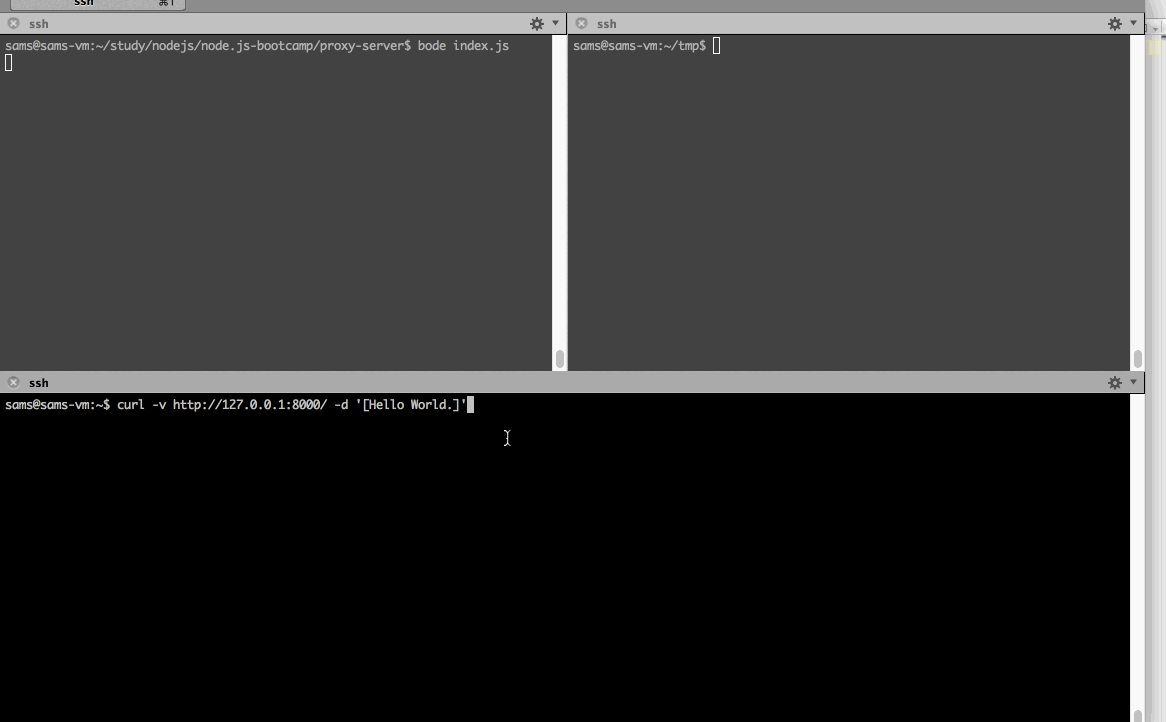 ssh ⌘1
ssh
ssh
sams@sams-vm:~/study/nodejs/node.js-bootcamp/proxy-server$ bode index.js
sams@sams-vm:~/tmp$
ssh
sams@sams-vm:~$ curl -v http://127.0.0.1:8000/ -d '[Hello World.]'